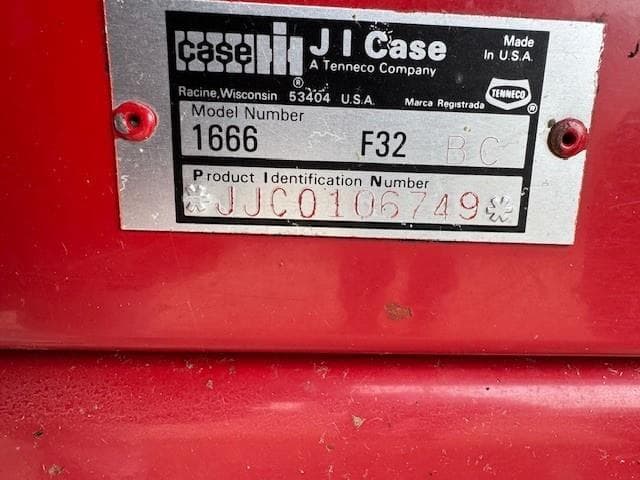 case IH
®
J I Case
A Tenneco Company
Made
In U.S.A.
Racine, Wisconsin 53404 U.S.A.
Marca Registrada
TENNECO
®
Model Number
1666 F32 BC
Product Identification Number
*JJC0106749*